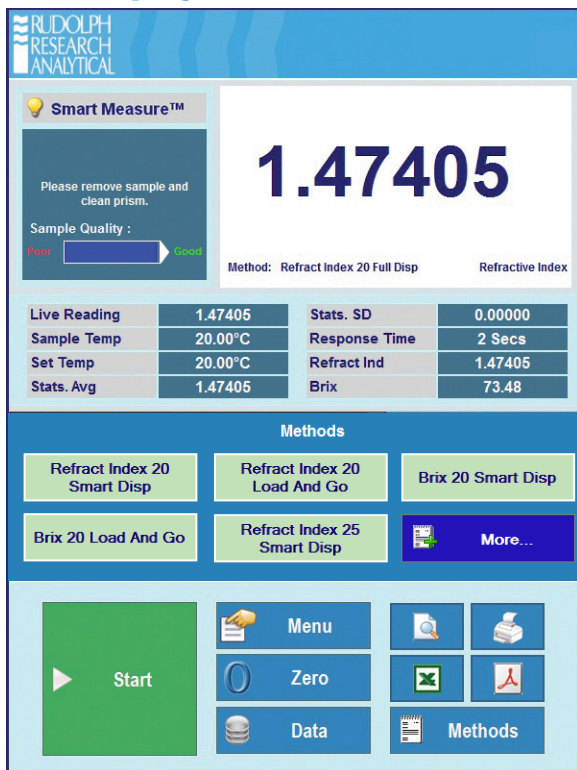 RUDOLPH
RESEARCH
ANALYTICAL
Smart Measure™
Please remove sample and
clean prism.
Sample Quality :
Poor
Good
1.47405
Method: Refract Index 20 Full Disp
Refractive Index
Live Reading 1.47405
Sample Temp 20.00°C
Set Temp 20.00°C
Stats. Avg 1.47405
Stats. SD 0.00000
Response Time 2 Secs
Refract Ind 1.47405
Brix 73.48
Methods
Refract Index 20
Smart Disp
Refract Index 20
Load And Go
Brix 20 Smart Disp
Brix 20 Load And Go
Refract Index 25
Smart Disp
More...
Start
Menu
Zero
Data
Methods